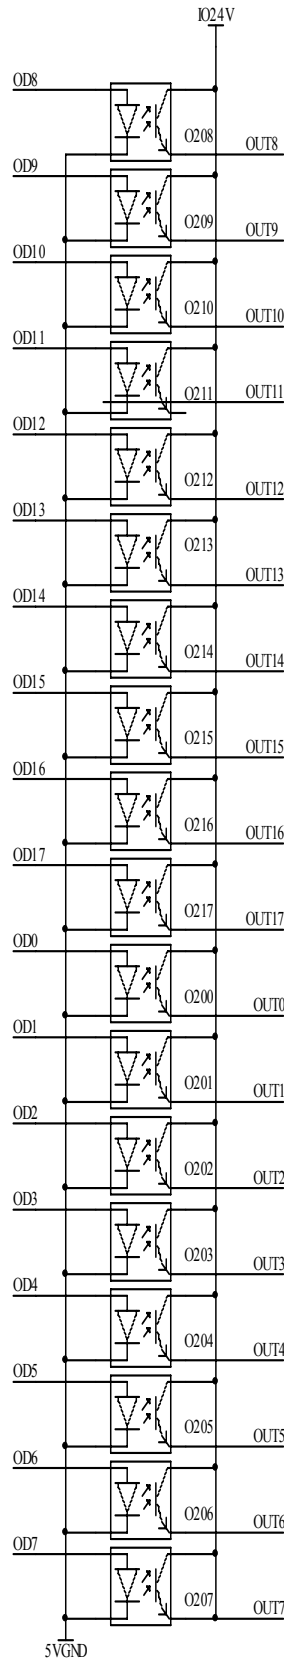 IO24V
OD8
O208
OUT8
OD9
O209
OUT9
OD10
O210
OUT10
OD11
O211
OUT11
OD12
O212
OUT12
OD13
O213
OUT13
OD14
O214
OUT14
OD15
O215
OUT15
OD16
O216
OUT16
OD17
O217
OUT17
OD0
O200
OUT0
OD1
O201
OUT1
OD2
O202
OUT2
OD3
O203
OUT3
OD4
O204
OUT4
OD5
O205
OUT5
OD6
O206
OUT6
OD7
O207
OUT7
5VGND